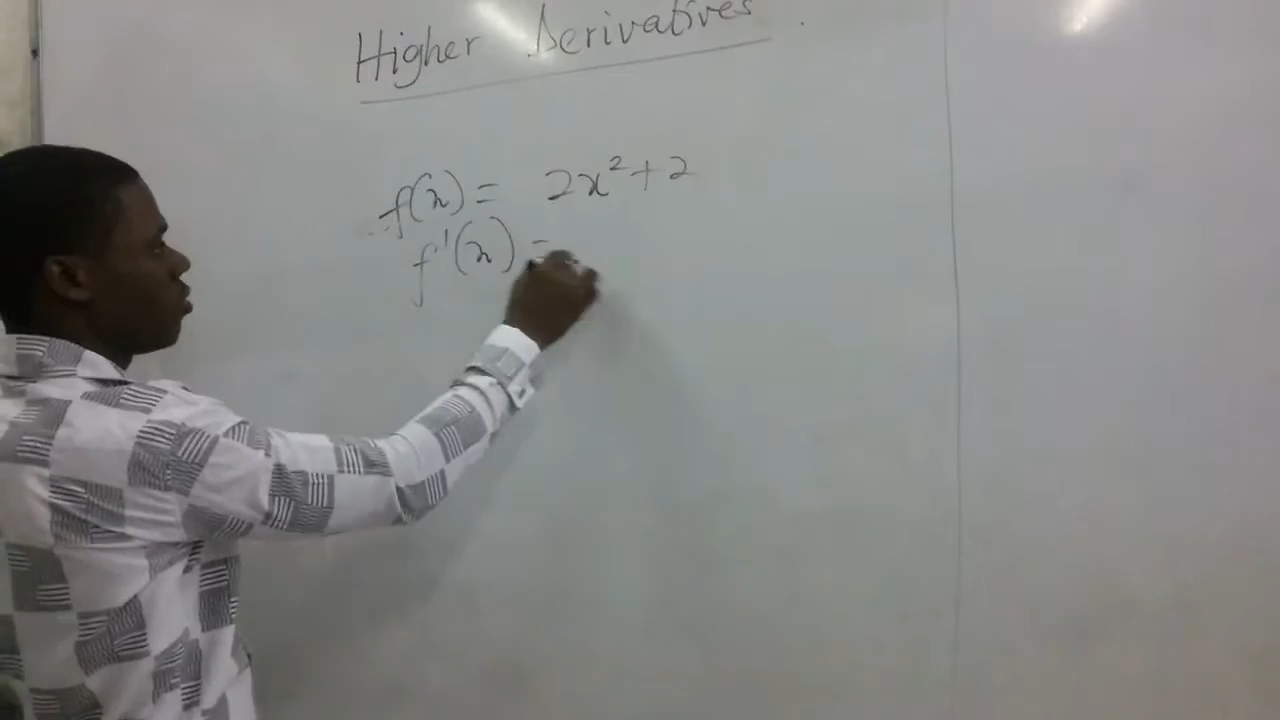 Higher Derivatives.
f(x) = 2x²+2
f'(x) =